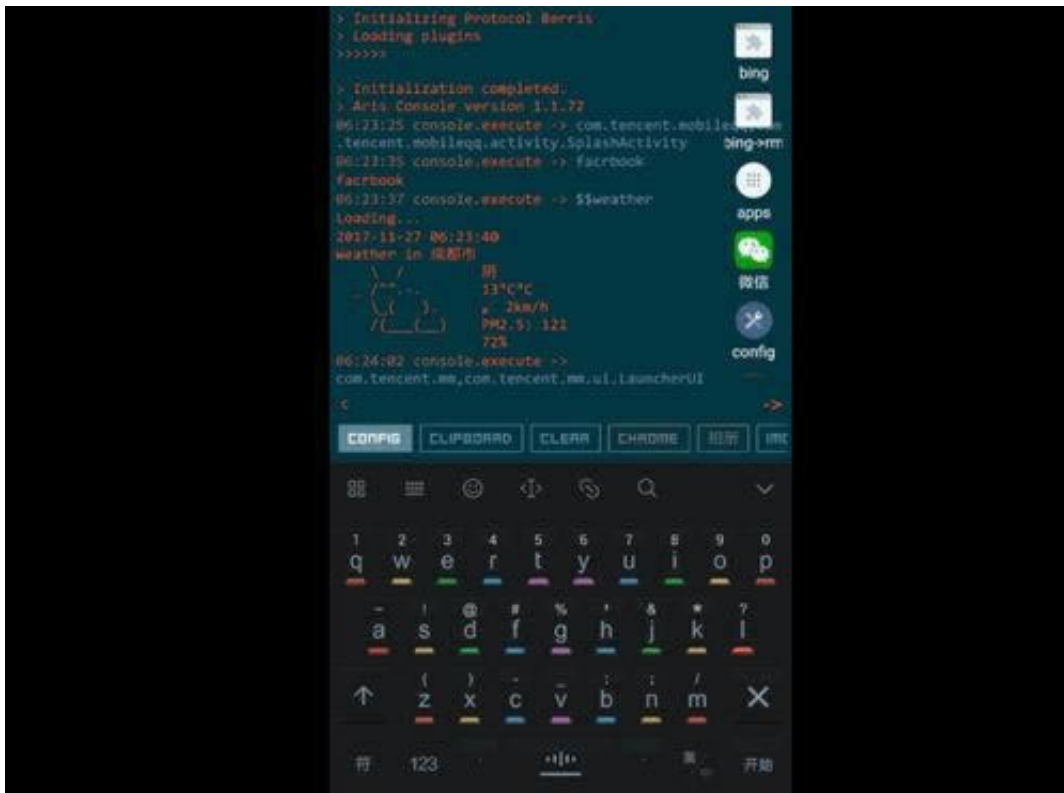 > Initializing Protocol Berris
> Loading plugins
>>>>>>
> Initialization completed.
> Aris Console version 1.1.72
06:23:25 console.execute -> com.tencent.mobileqq,
.tencent.mobileqq.activity.SplashActivity
06:23:35 console.execute -> facrbook
facrbook
06:23:37 console.execute -> $$weather
Loading...
2017-11-27 06:23:40
weather in 成都市
阴
13°C°C
2km/h
PM2.5: 121
72%
06:24:02 console.execute ->
com.tencent.mm,com.tencent.mm.ui.LauncherUI
<
->
bing
bing->rm
apps
微信
config
CONFIG CLIPBOARD CLEAR CHROME 相册
1 2 3 4 5 6 7 8 9 0
q w e r t y u i o p
~ ! @ # % ' & * ?
a s d f g h j k l
( ) - _ : ; /
z x c v b n m
符 123 英 开始